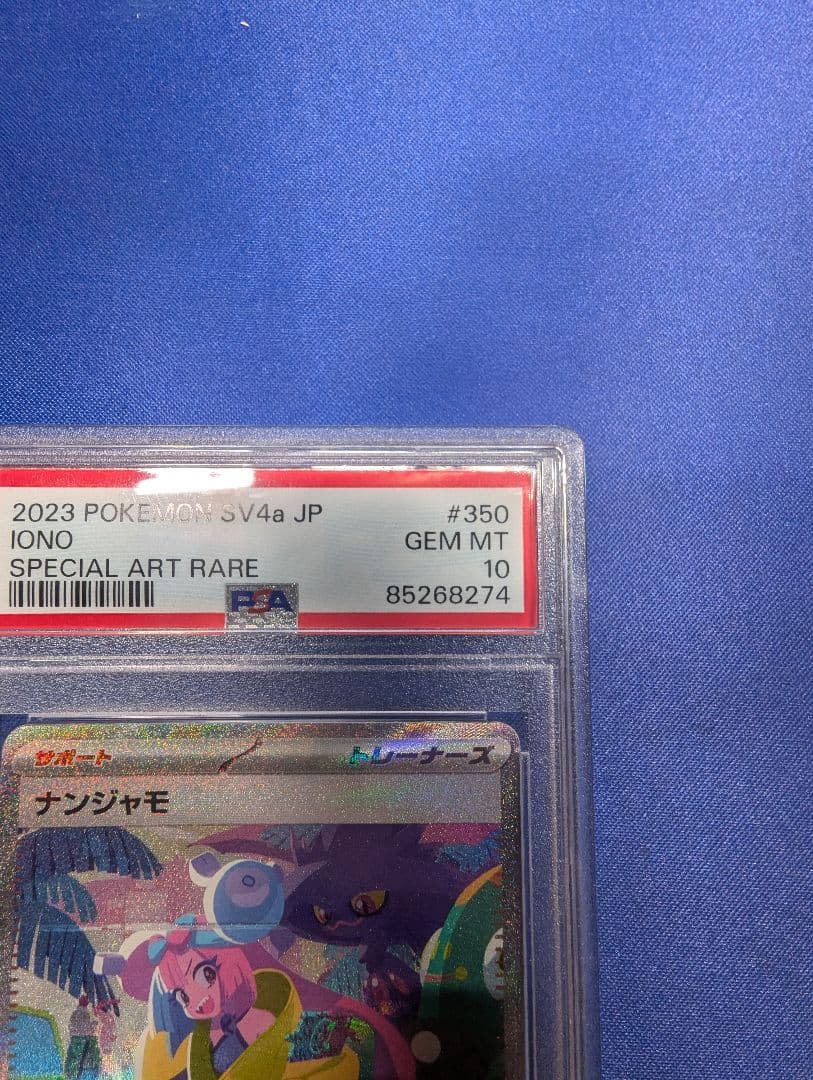 2023 POKEMON SV4a JP #350
IONO GEM MT
SPECIAL ART RARE 10
PSA 85268274
サポート トレーナーズ
ナンジャモ